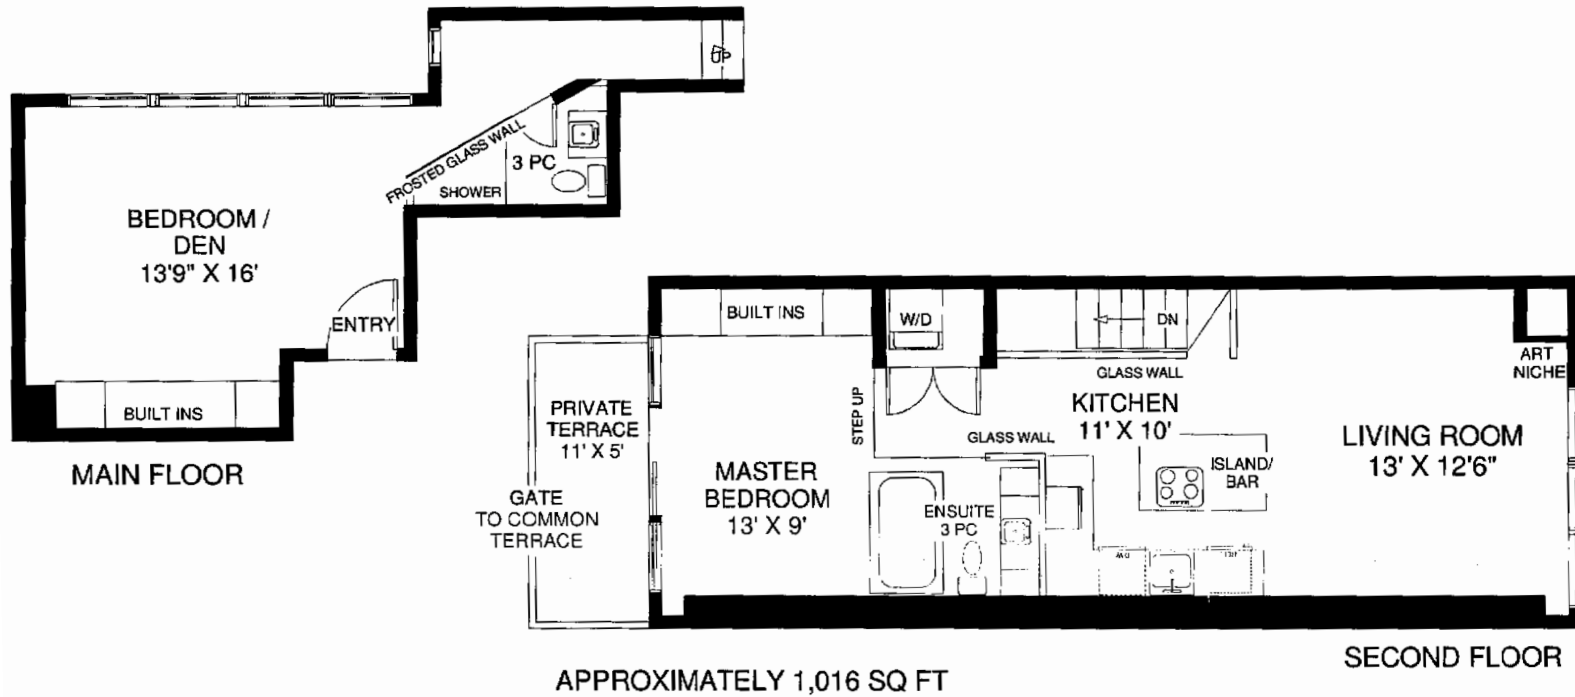 UP
FROSTED GLASS WALL
3 PC
SHOWER
BEDROOM /
DEN
13'9" X 16'
ENTRY
BUILT INS
MAIN FLOOR
BUILT INS
W/D
DN
ART
NICHE
GLASS WALL
PRIVATE
TERRACE
11' X 5'
STEP UP
KITCHEN
11' X 10'
GLASS WALL
LIVING ROOM
13' X 12'6"
MASTER
BEDROOM
13' X 9'
ISLAND/
BAR
GATE
TO COMMON
TERRACE
ENSUITE
3 PC
SECOND FLOOR
APPROXIMATELY 1,016 SQ FT